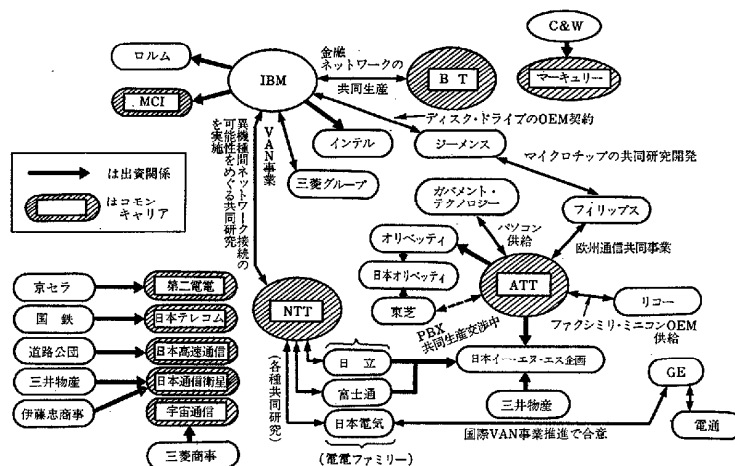 C&W
マーキュリー
金融
ネットワークの
共同生産
ロルム
IBM
BT
MCI
ディスク・ドライブのOEM契約
インテル
ジーメンス
VAN事業
異機種間ネットワーク接続の
可能性をめぐる共同研究
を実施
三菱グループ
マイクロチップの共同研究開発
は出資関係
はコモン
キャリア
ガバメント・
テクノロジー
フィリップス
パソコン
供給
オリベッティ
欧州通信共同事業
日本オリベッティ
ATT
東芝
リコー
PBX
共同生産交渉中
ファクシミリ・ミニコンOEM
供給
京セラ
第二電電
NTT
国鉄
日本テレコム
道路公団
日本高速通信
三井物産
日本通信衛星
伊藤忠商事
宇宙通信
三菱商事
(各種共同研究)
日立
富士通
日本電気
(電電ファミリー)
日本イー・エヌ・エス企画
三井物産
GE
電通
国際VAN事業推進で合意